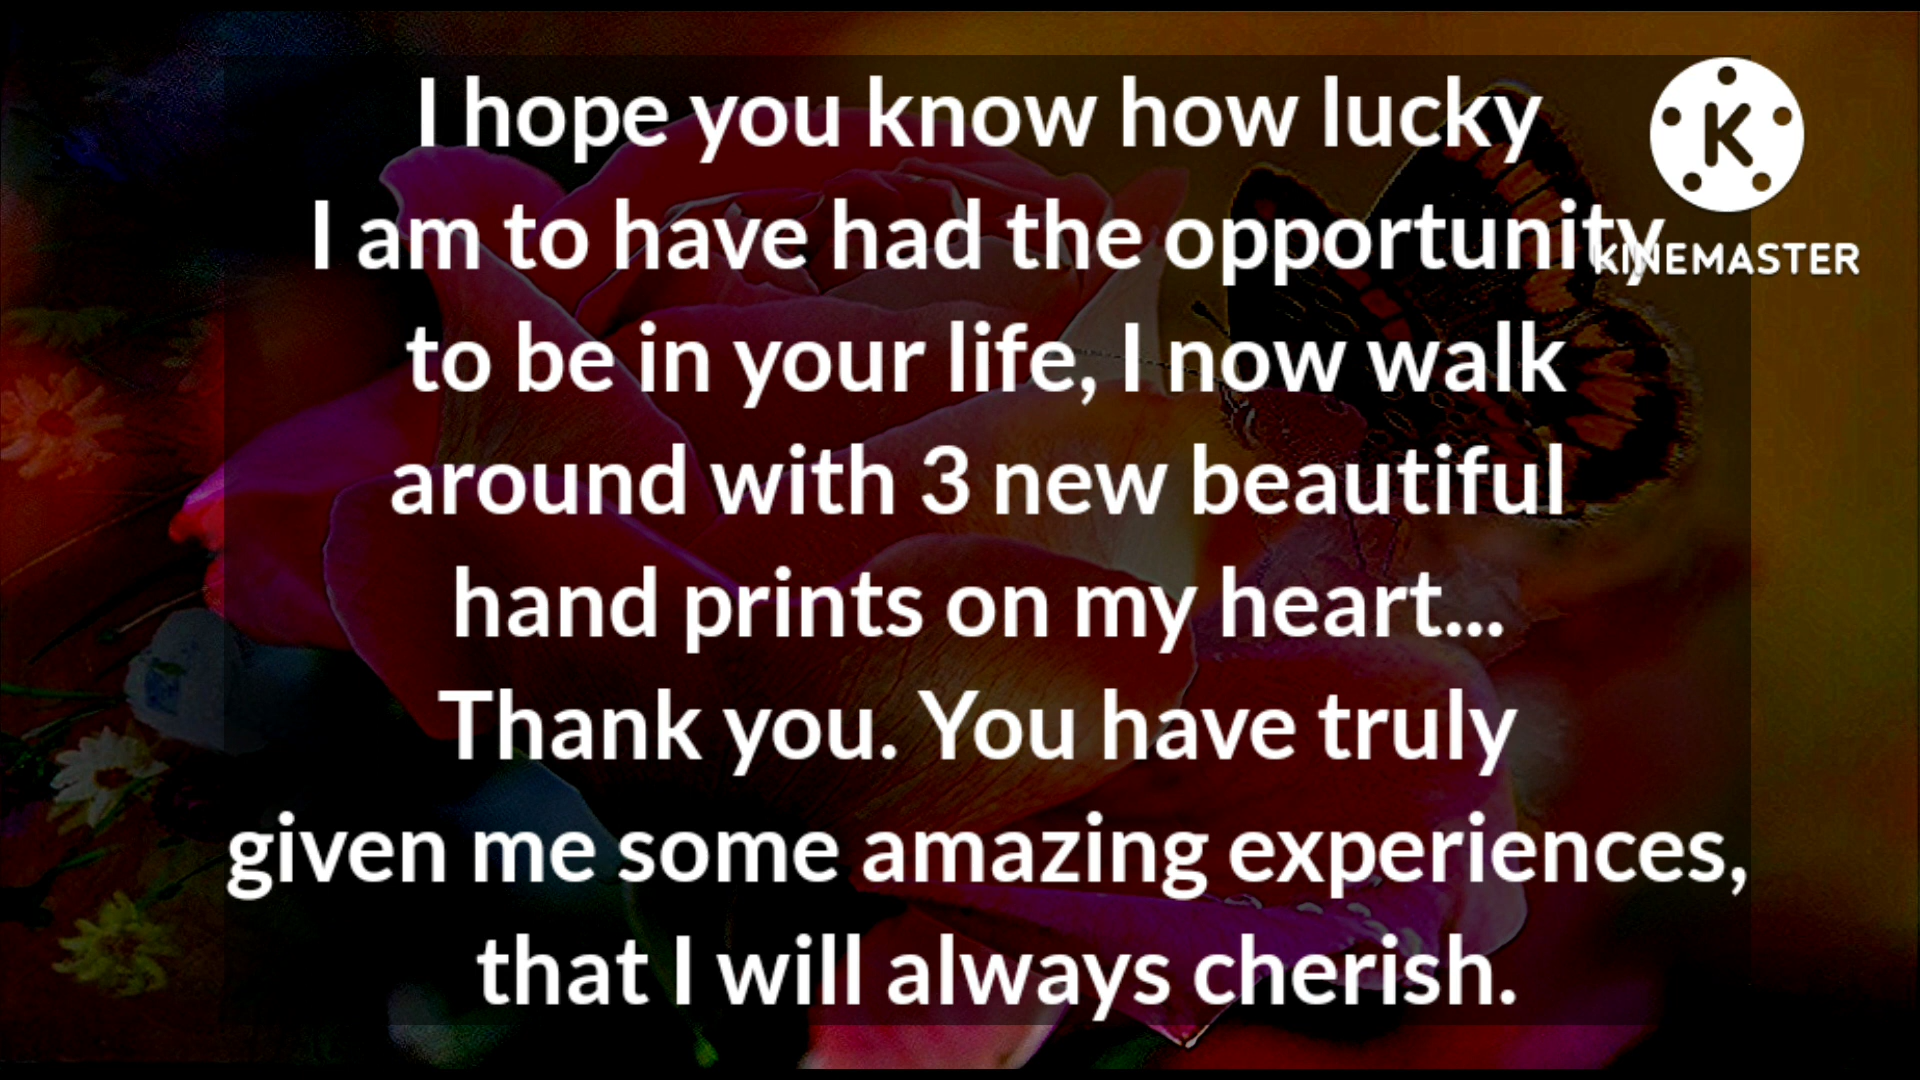 I hope you know how lucky
I am to have had the opportunity
to be in your life, I now walk
around with 3 new beautiful
hand prints on my heart...
Thank you. You have truly
given me some amazing experiences,
that I will always cherish.
K
KINEMASTER